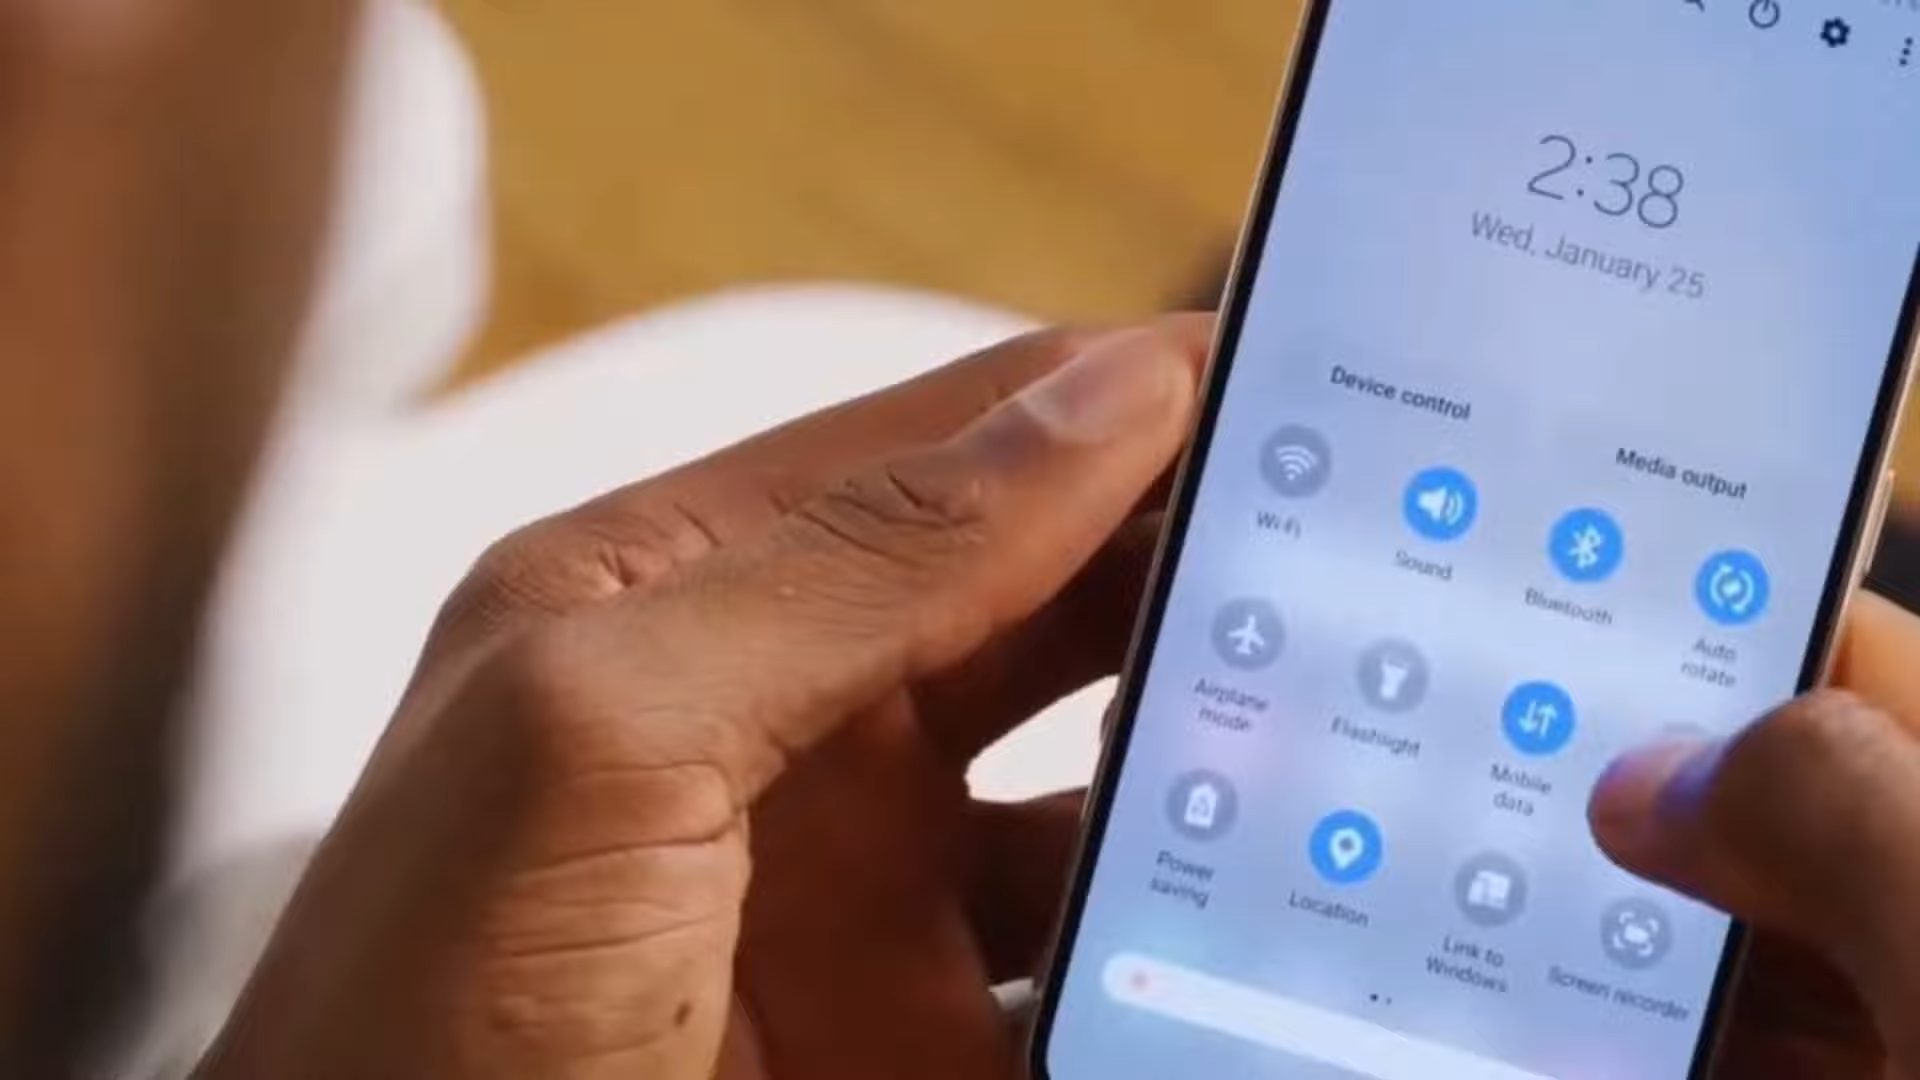 2:38
Wed, January 25
Device control
Media output
Wi-Fi
Sound
Bluetooth
Auto
rotate
Airplane
mode
Flashlight
Mobile
data
Power
saving
Location
Link to
Windows
Screen recorder